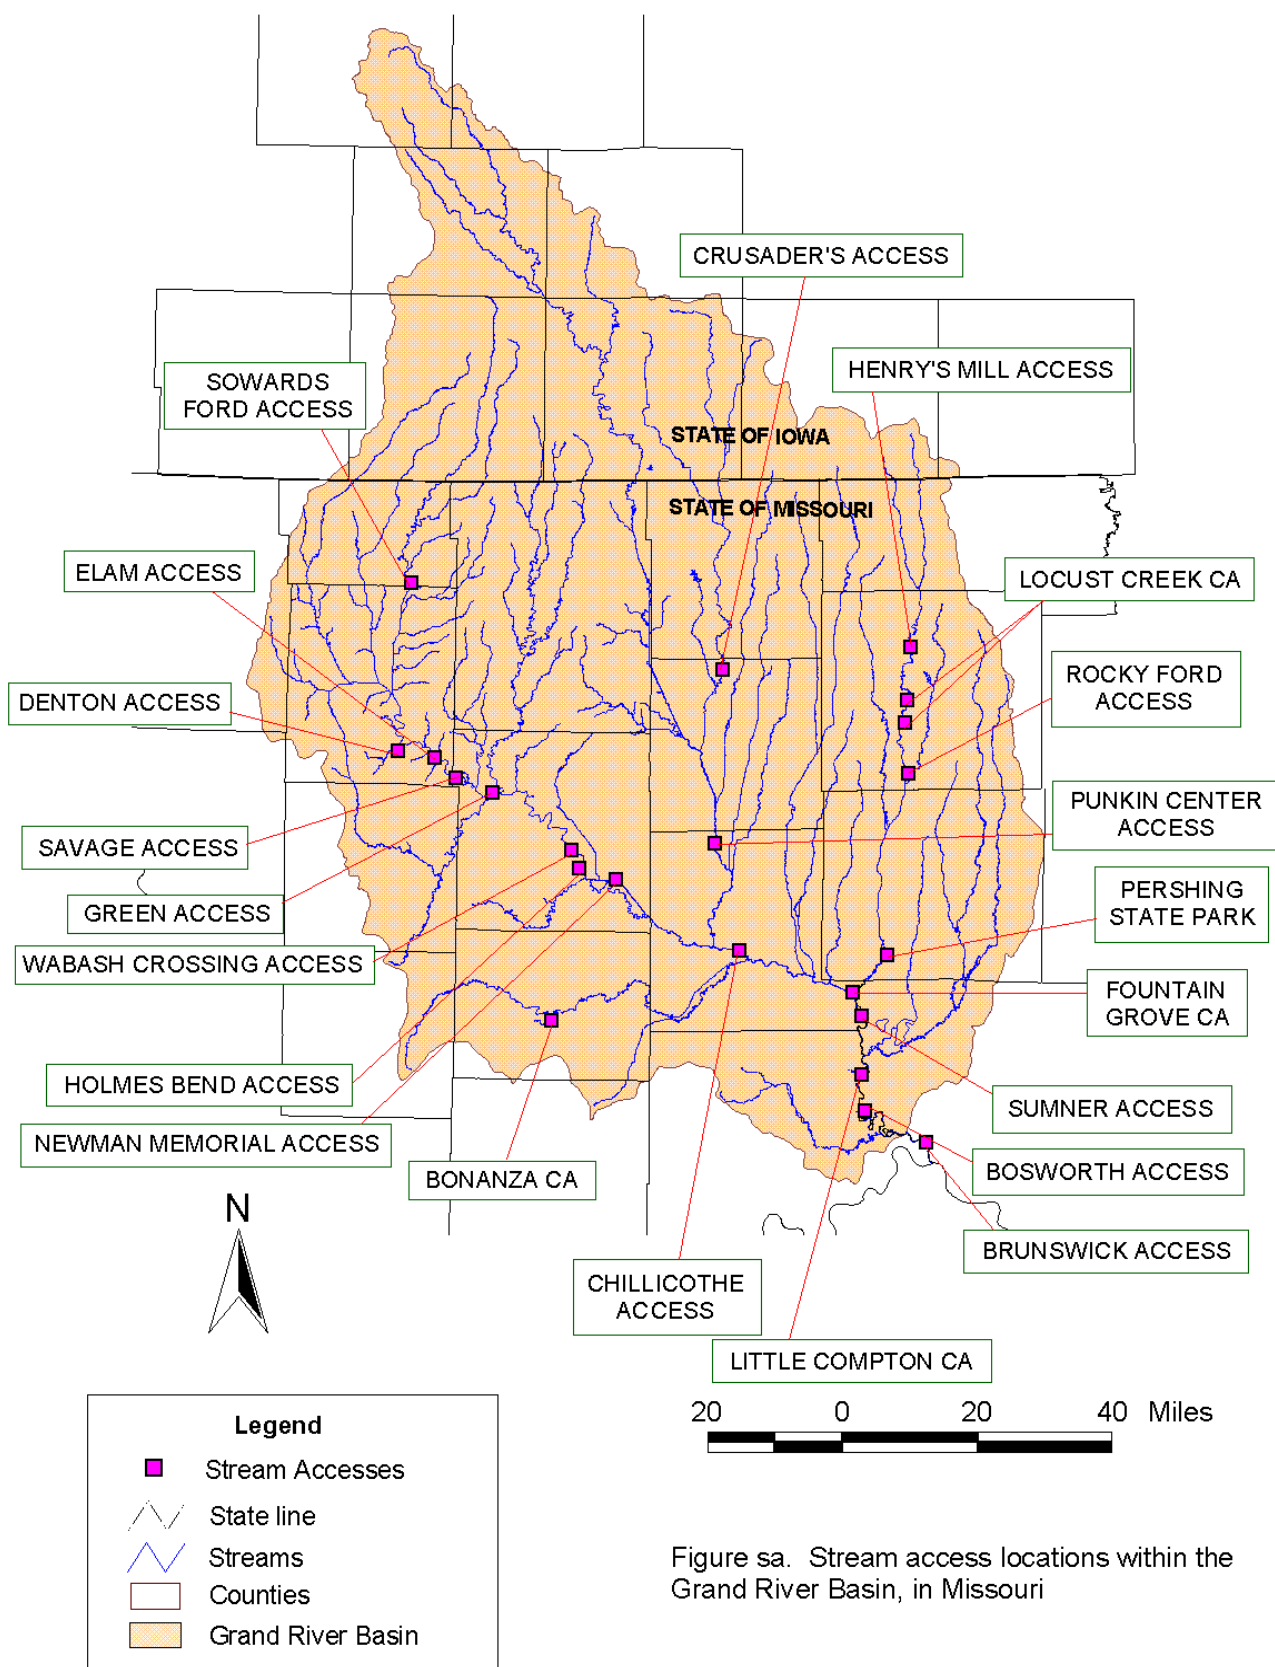 CRUSADER'S ACCESS
HENRY'S MILL ACCESS
SOWARDS
FORD ACCESS
STATE OF IOWA
STATE OF MISSOURI
ELAM ACCESS
LOCUST CREEK CA
ROCKY FORD
ACCESS
DENTON ACCESS
PUNKIN CENTER
ACCESS
SAVAGE ACCESS
PERSHING
STATE PARK
GREEN ACCESS
WABASH CROSSING ACCESS
FOUNTAIN
GROVE CA
HOLMES BEND ACCESS
SUMNER ACCESS
NEWMAN MEMORIAL ACCESS
BOSWORTH ACCESS
BONANZA CA
BRUNSWICK ACCESS
N
CHILLICOTHE
ACCESS
LITTLE COMPTON CA
20 0 20 40 Miles
Legend
Stream Accesses
State line
Streams
Counties
Grand River Basin
Figure sa. Stream access locations within the
Grand River Basin, in Missouri